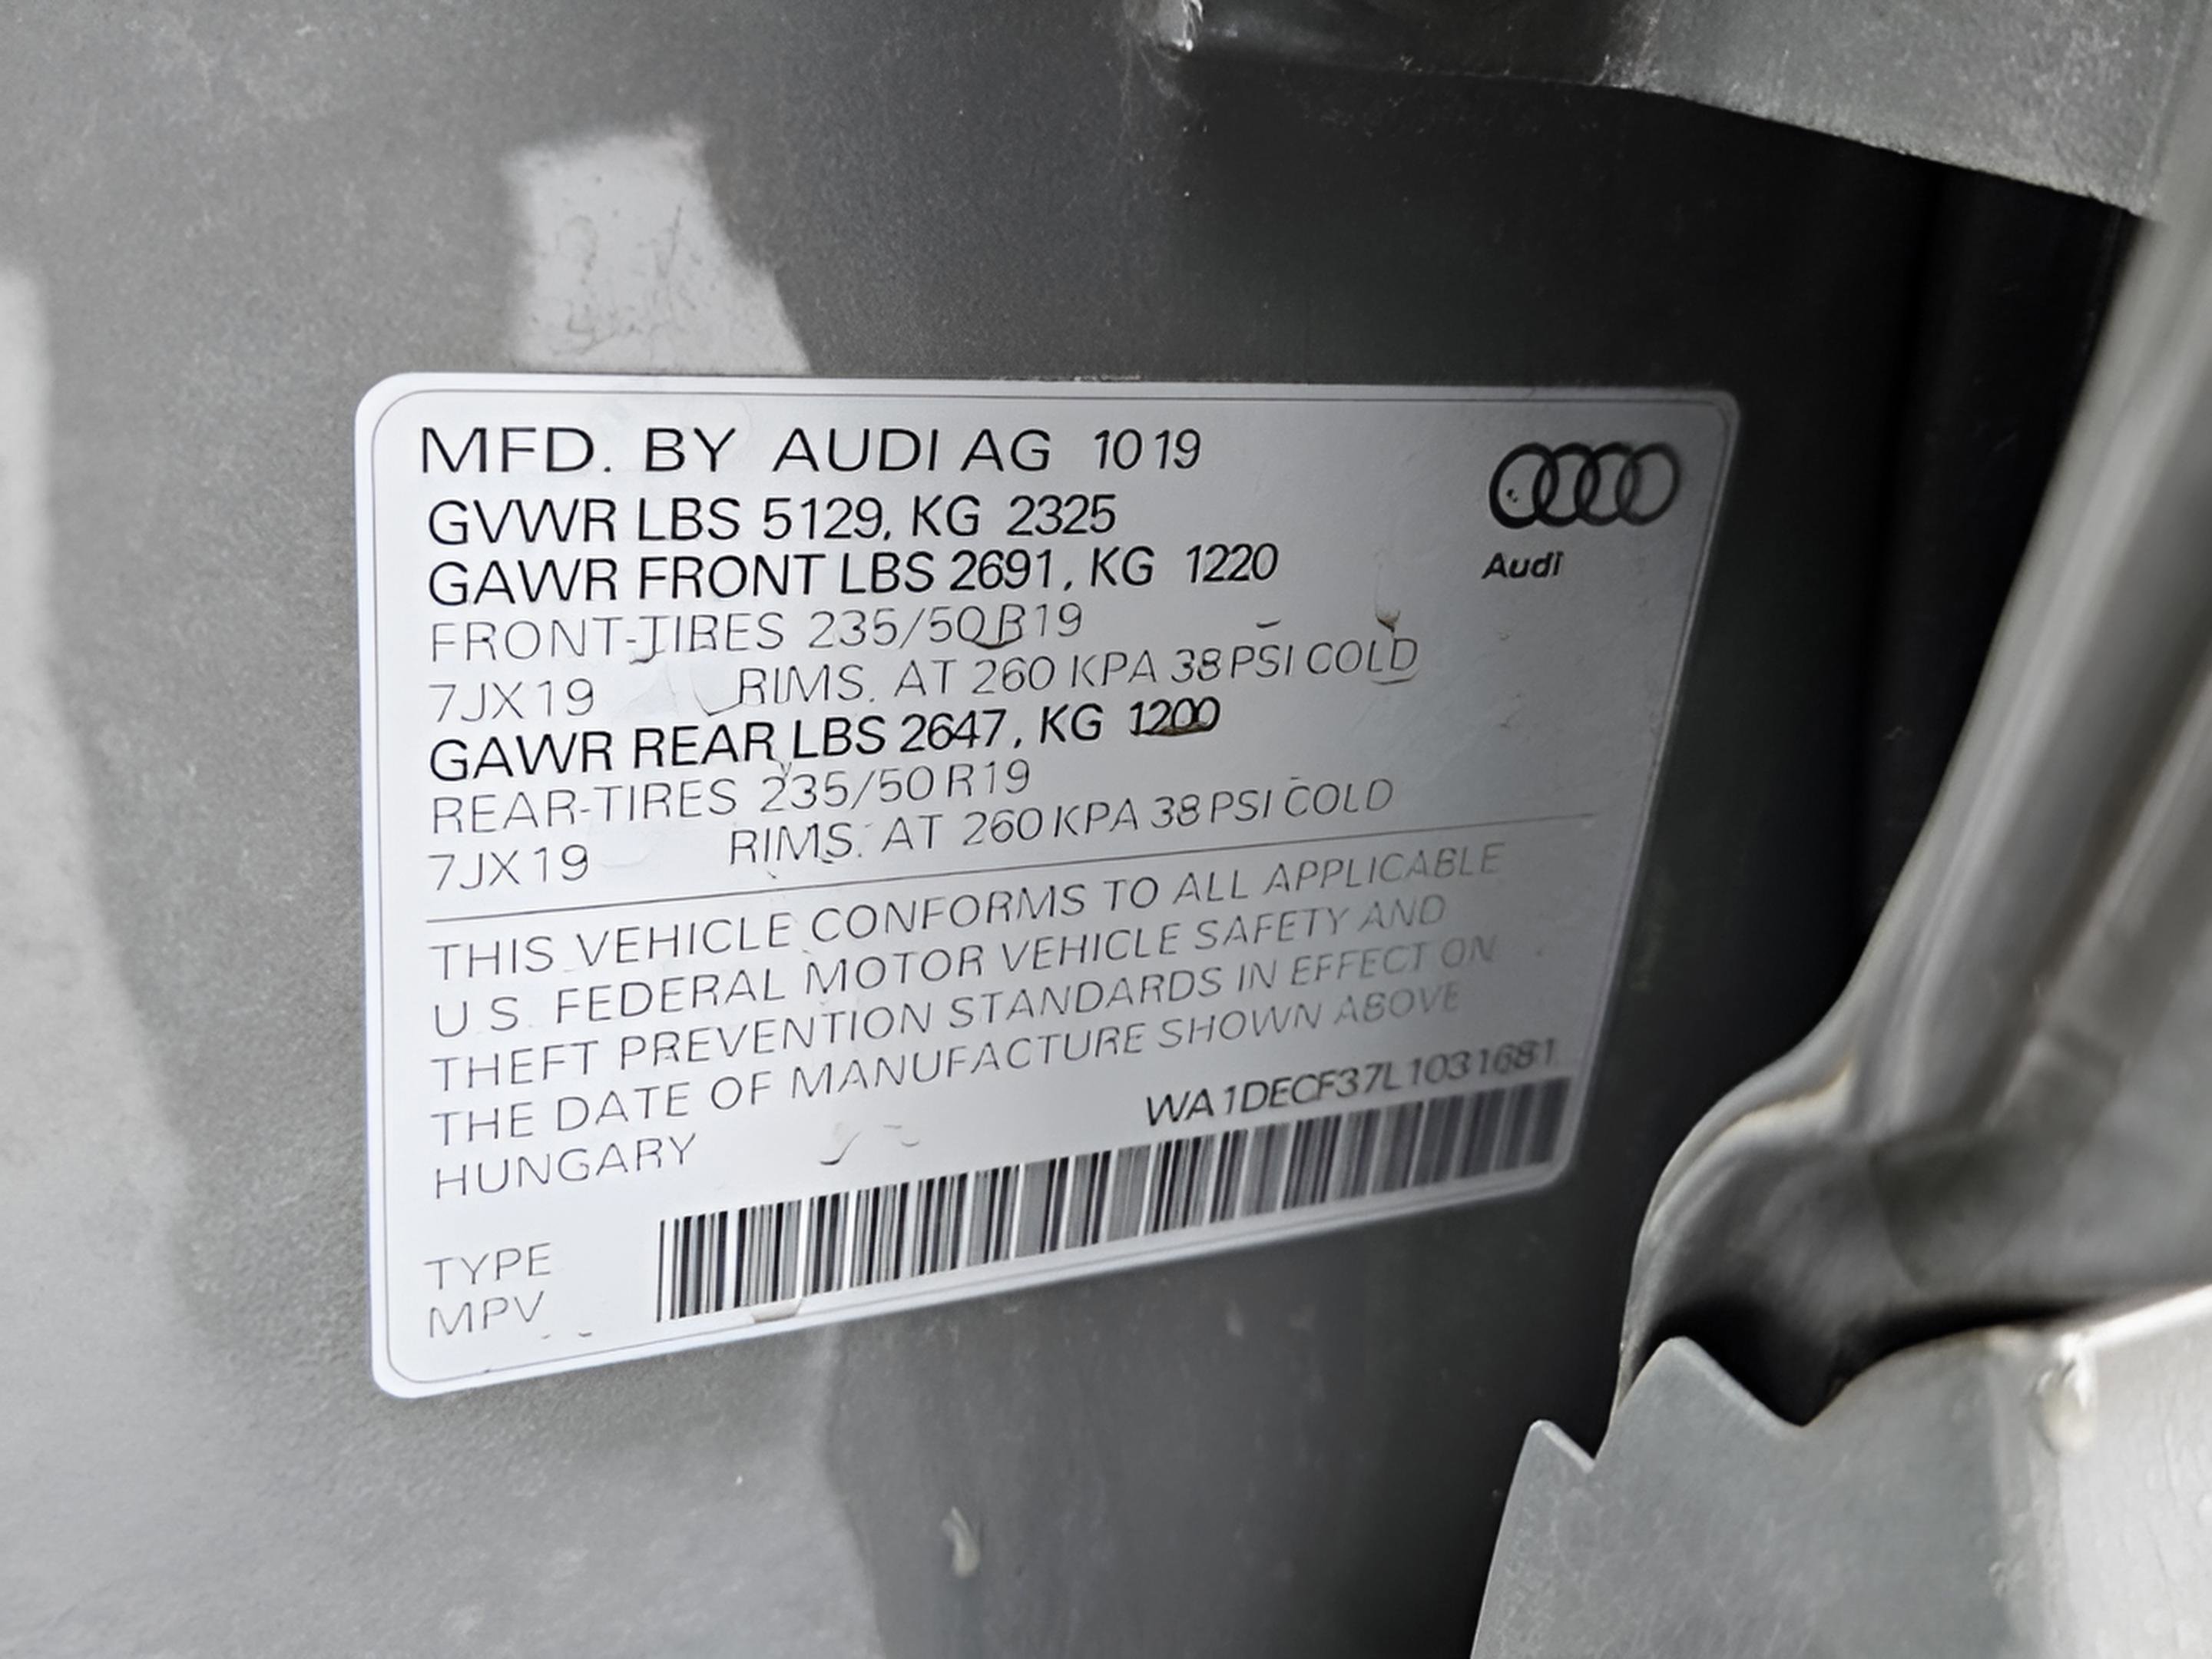 MFD. BY AUDI AG 10 19
GVWR LBS 5129, KG 2325
GAWR FRONT LBS 2691, KG 1220
FRONT-TIRES 235/50 R19
7JX19 RIMS. AT 260 KPA 38 PSI COLD
GAWR REAR LBS 2647, KG 1200
REAR-TIRES 235/50 R19
7JX19 RIMS. AT 260 KPA 38 PSI COLD
THIS VEHICLE CONFORMS TO ALL APPLICABLE
U S FEDERAL MOTOR VEHICLE SAFETY AND
THEFT PREVENTION STANDARDS IN EFFECT ON
THE DATE OF MANUFACTURE SHOWN ABOVE
HUNGARY WA1DECF37L1031681
TYPE
MPV
Audi